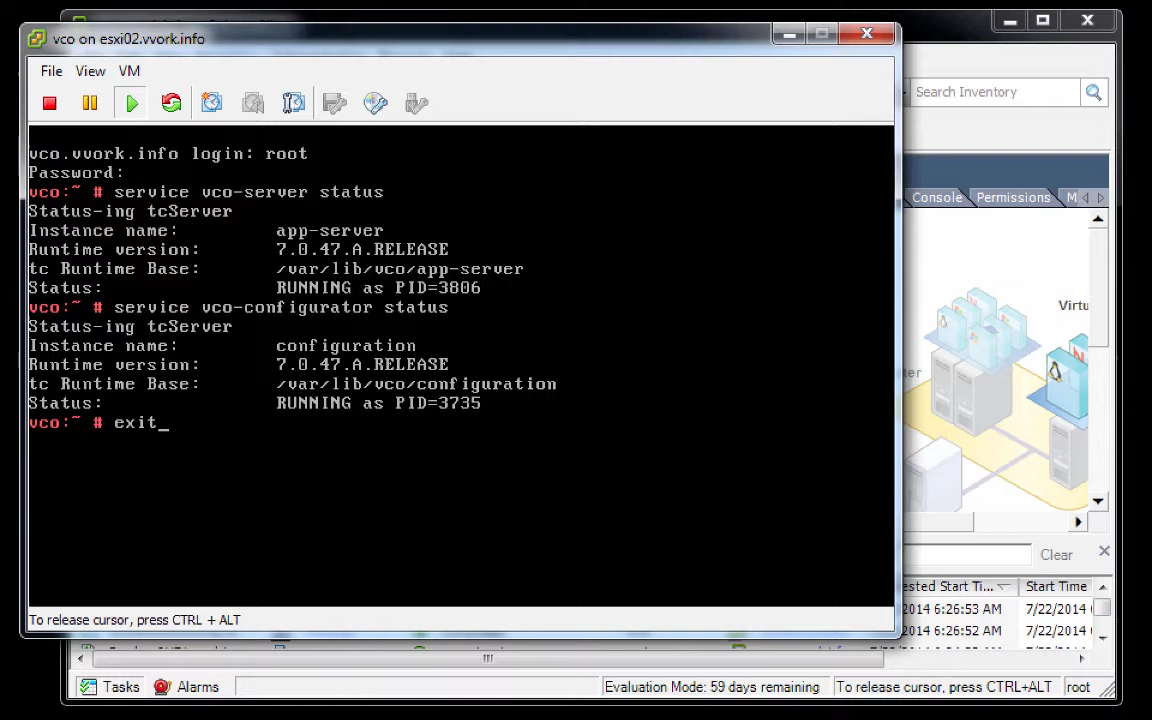 vco on esxi02.vvork.info
File View VM
Search Inventory
vco.vvork.info login: root
Password:
vco:~ # service vco-server status
Status-ing tcServer
Instance name: app-server
Runtime version: 7.0.47.A.RELEASE
tc Runtime Base: /var/lib/vco/app-server
Status: RUNNING as PID=3806
vco:~ # service vco-configurator status
Status-ing tcServer
Instance name: configuration
Runtime version: 7.0.47.A.RELEASE
tc Runtime Base: /var/lib/vco/configuration
Status: RUNNING as PID=3735
vco:~ # exit_
Console Permissions M
Virtu
Clear
ested Start Ti... Start Time
/2014 6:26:53 AM 7/22/2014
/2014 6:26:52 AM 7/22/2014
To release cursor, press CTRL + ALT
Tasks Alarms Evaluation Mode: 59 days remaining To release cursor, press CTRL+ALT root